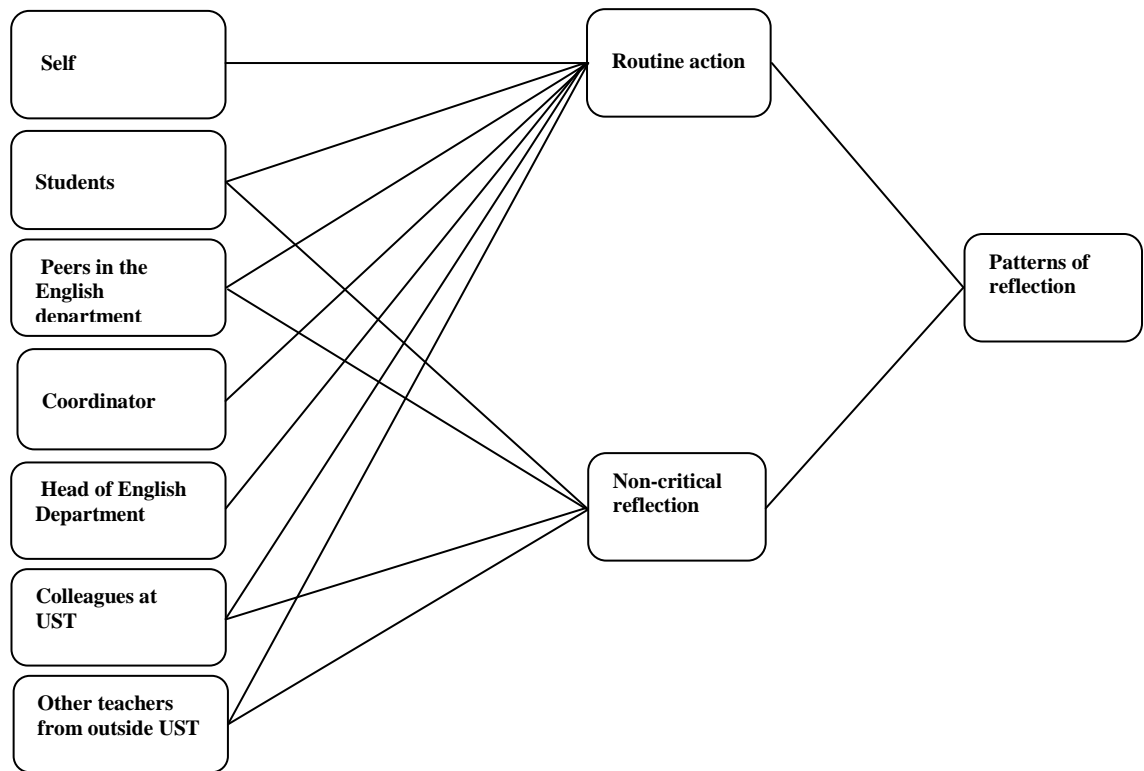 Self
Students
Peers in the
English
department
Coordinator
Head of English
Department
Colleagues at
UST
Other teachers
from outside UST
Routine action
Non-critical
reflection
Patterns of
reflection